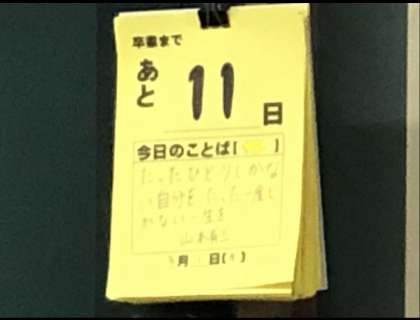 卒業まで
あと 11 日
今日のことば( )
たったひとりしかな
い自分を たった一度し
かない一生を
山本有三
月 日( )